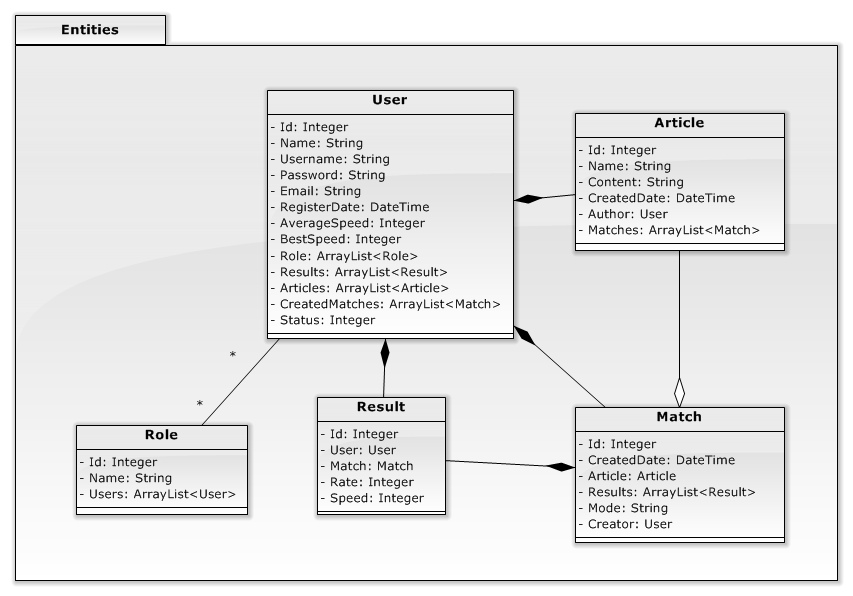 Entities
User
- Id: Integer
- Name: String
- Username: String
- Password: String
- Email: String
- RegisterDate: DateTime
- AverageSpeed: Integer
- BestSpeed: Integer
- Role: ArrayList<Role>
- Results: ArrayList<Result>
- Articles: ArrayList<Article>
- CreatedMatches: ArrayList<Match>
- Status: Integer
Article
- Id: Integer
- Name: String
- Content: String
- CreatedDate: DateTime
- Author: User
- Matches: ArrayList<Match>
*
*
Role
- Id: Integer
- Name: String
- Users: ArrayList<User>
Result
- Id: Integer
- User: User
- Match: Match
- Rate: Integer
- Speed: Integer
Match
- Id: Integer
- CreatedDate: DateTime
- Article: Article
- Results: ArrayList<Result>
- Mode: String
- Creator: User